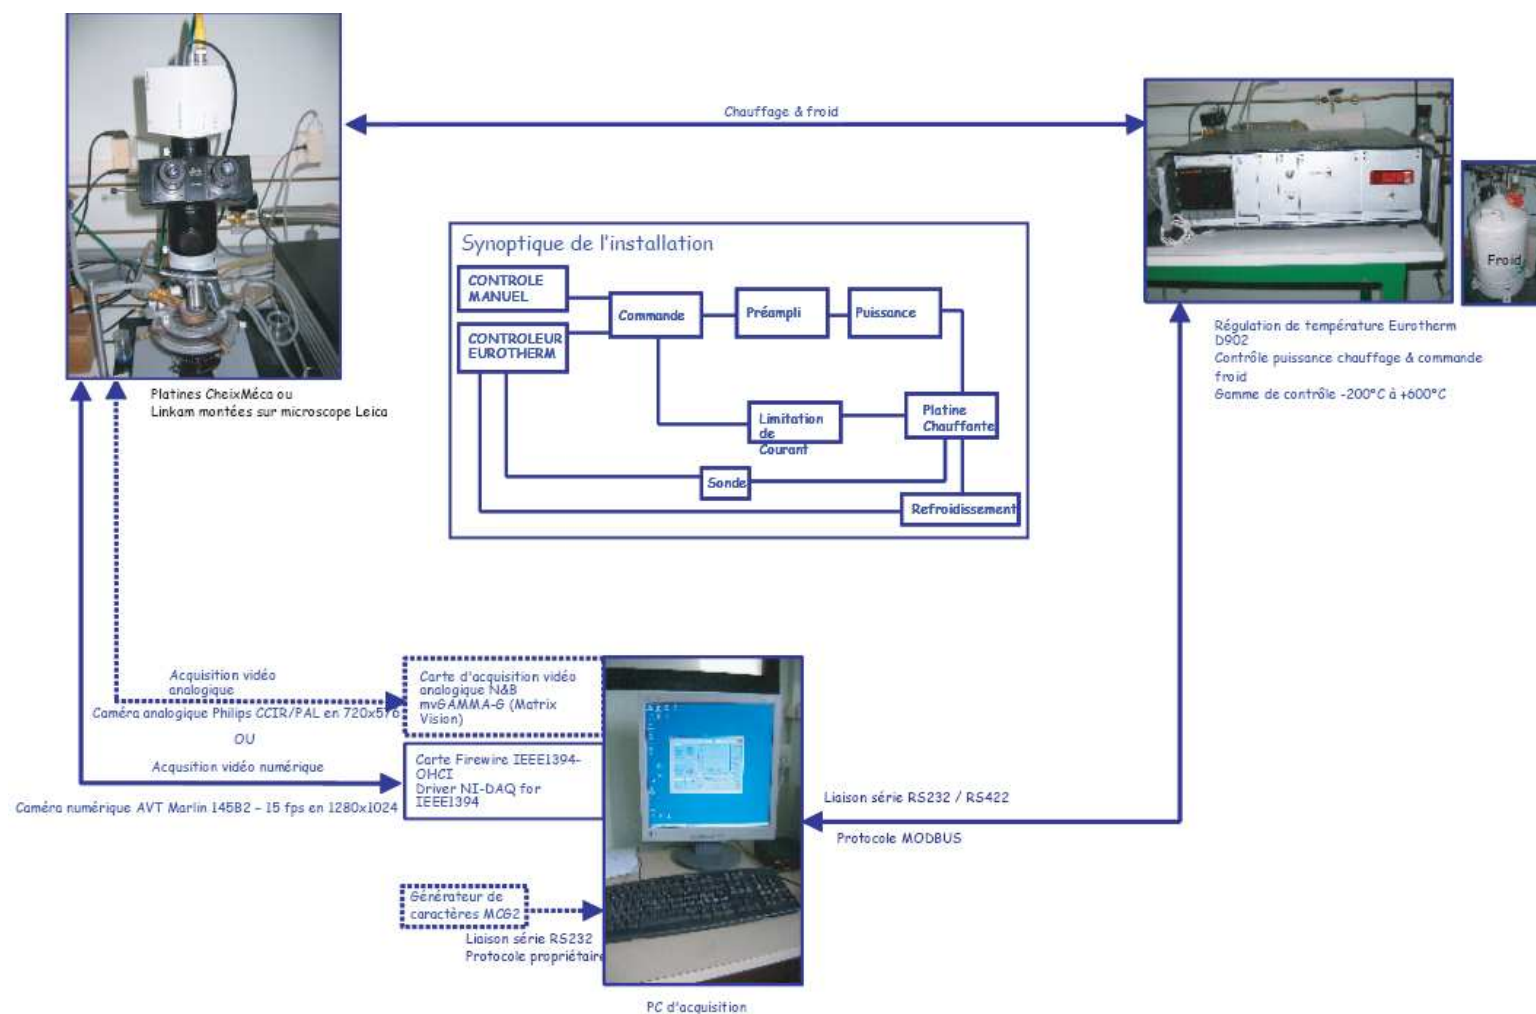 Chauffage & froid
Froid
Régulation de température Eurotherm
D902
Contrôle puissance chauffage & commande
froid
Gamme de contrôle -200°C à +600°C
Platines CheixMéca ou
Linkam montées sur microscope Leica
Synoptique de l'installation
CONTROLE
MANUEL
CONTROLEUR
EUROTHERM
Commande
Préampli
Puissance
Limitation
de
Courant
Platine
Chauffante
Sonde
Refroidissement
Acquisition vidéo
analogique
Caméra analogique Philips CCIR/PAL en 720x576
OU
Acqusition vidéo numérique
Caméra numérique AVT Marlin 145B2 – 15 fps en 1280x1024
Carte d'acquisition vidéo
analogique N&B
mvGAMMA-G (Matrix
Vision)
Carte Firewire IEEE1394-
OHCI
Driver NI-DAQ for
IEEE1394
Générateur de
caractères MCG2
Liaison série RS232
Protocole propriétaire
Liaison série RS232 / RS422
Protocole MODBUS
PC d'acquisition